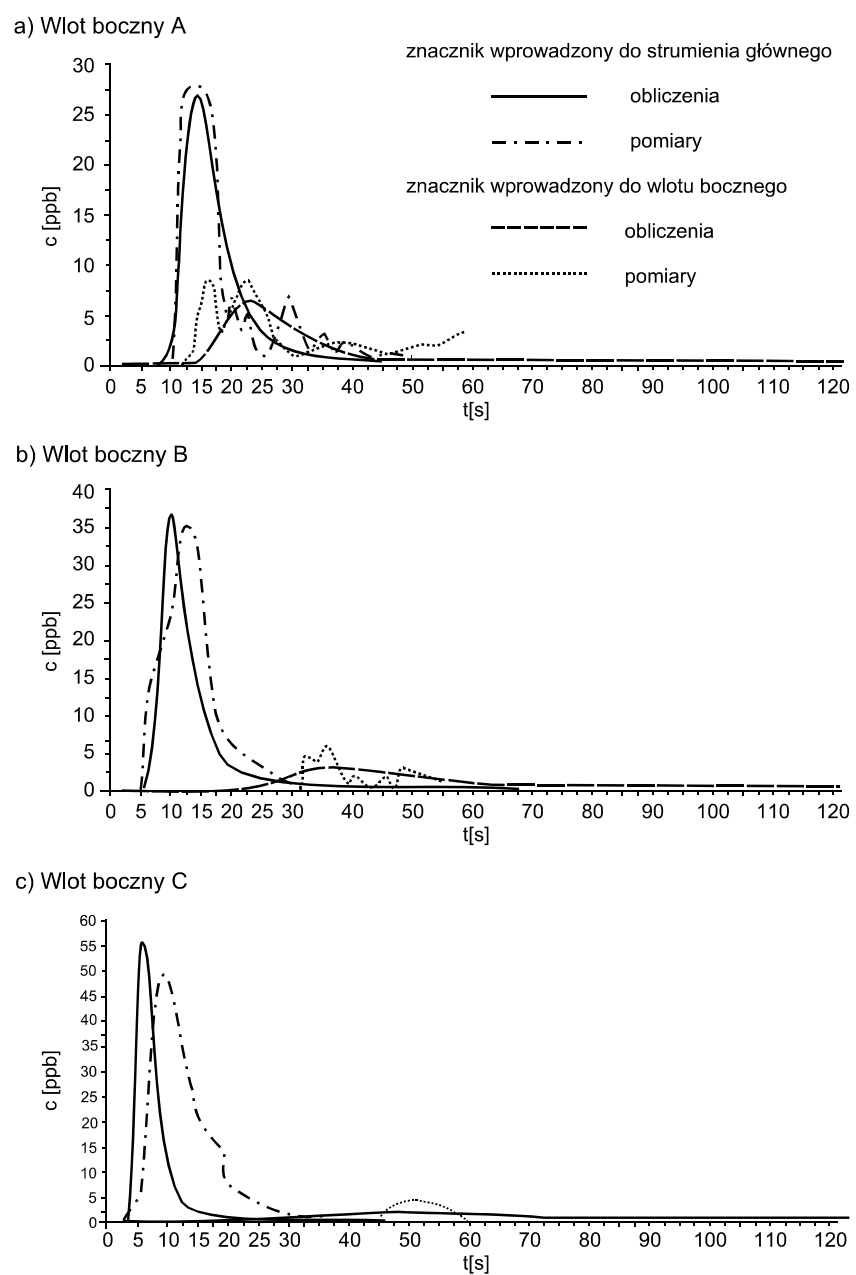 a) Wlot boczny A
znacznik wprowadzony do strumienia głównego
obliczenia
pomiary
znacznik wprowadzony do wlotu bocznego
obliczenia
pomiary
c [ppb]
30
25
20
15
10
5
0
0 5 10 15 20 25 30 40 50 60 70 80 90 100 110 120
t[s]
b) Wlot boczny B
c [ppb]
40
35
30
25
20
15
10
5
0
0 5 10 15 20 25 30 40 50 60 70 80 90 100 110 120
t[s]
c) Wlot boczny C
c [ppb]
60
55
50
45
40
35
30
25
20
15
10
5
0
0 5 10 15 20 25 30 40 50 60 70 80 90 100 110 120
t[s]